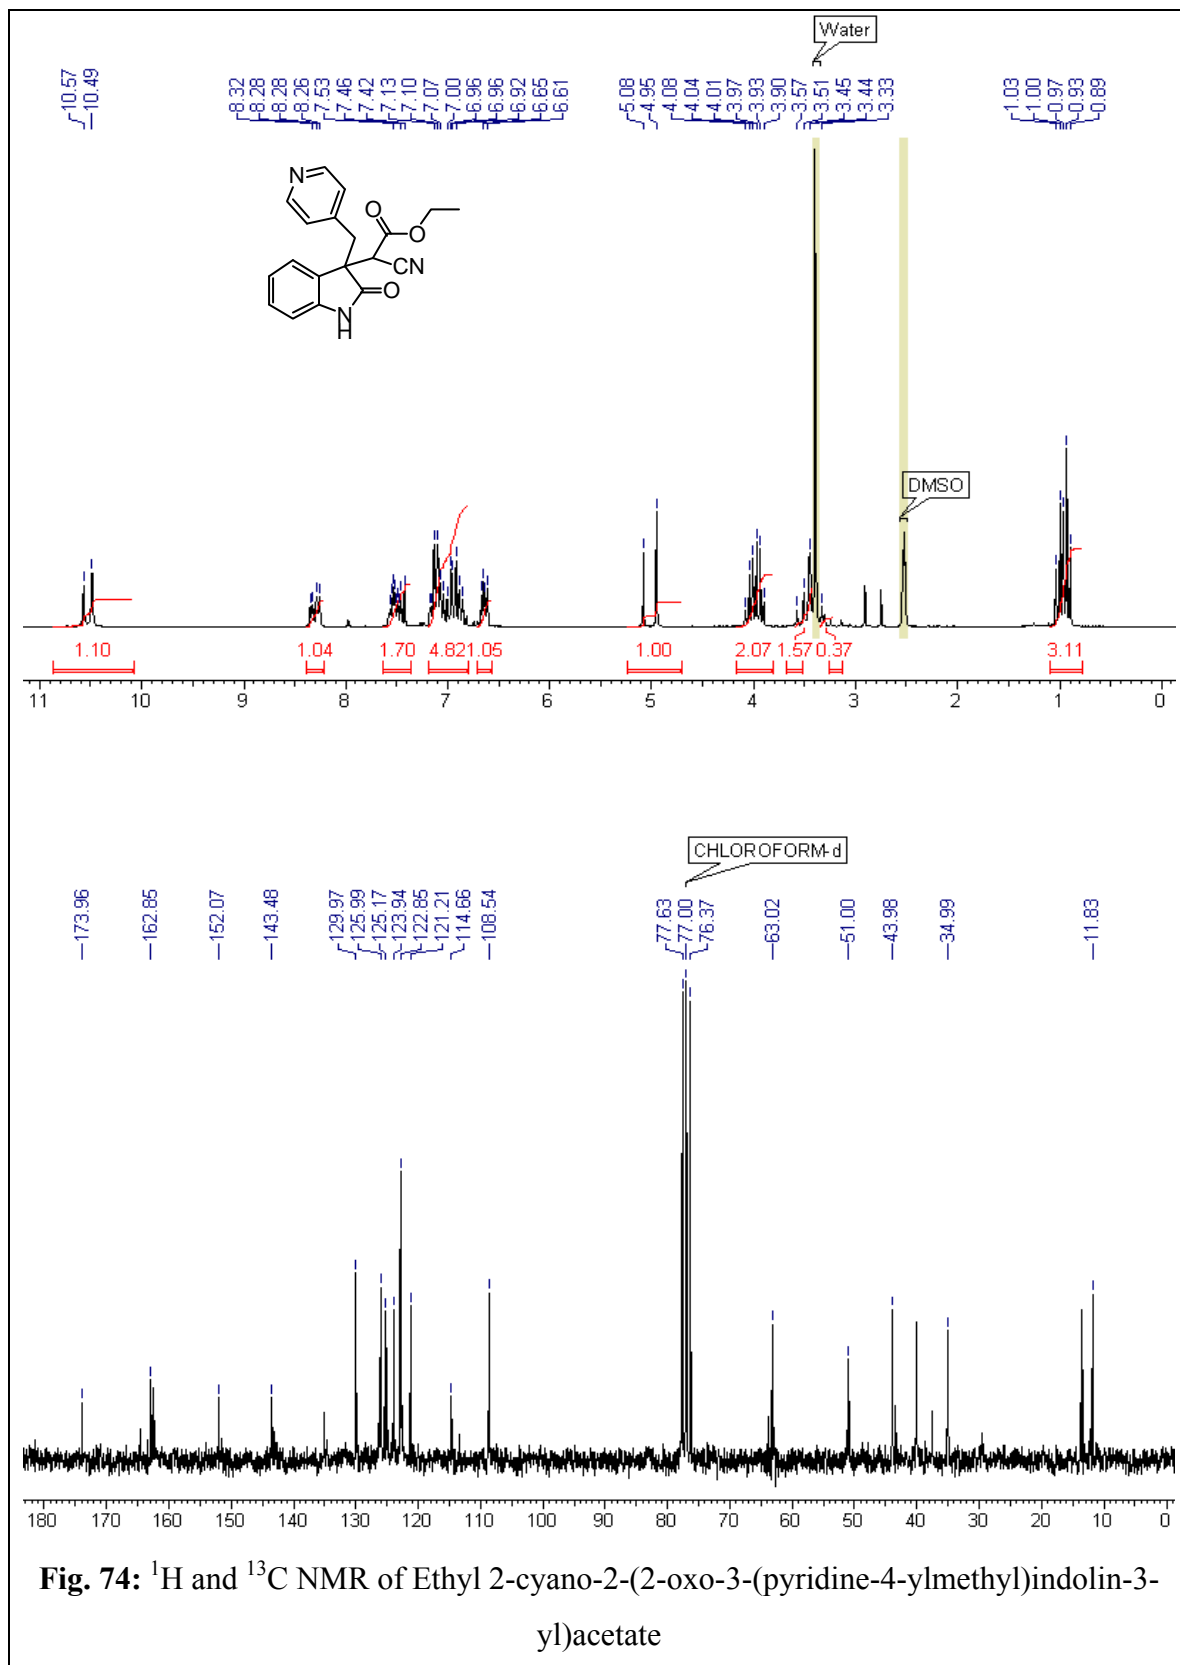 Water
10.57 10.49 8.32 8.28 8.28 8.26 7.53 7.46 7.42 7.13 7.10 7.07 7.00 6.96 6.96 6.92 6.65 6.61 5.08 4.95 4.08 4.04 4.01 3.97 3.93 3.90 3.57 3.51 3.45 3.44 3.33 1.03 1.00 0.97 0.93 0.89
N
O
O
CN
O
N
H
DMSO
1.10 1.04 1.70 4.82 1.05 1.00 2.07 1.57 0.37 3.11
11 10 9 8 7 6 5 4 3 2 1 0
CHLOROFORM-d
173.96 162.85 152.07 143.48 129.97 125.99 125.17 123.94 122.85 121.21 114.66 108.54 77.63 77.00 76.37 63.02 51.00 43.98 34.99 11.83
180 170 160 150 140 130 120 110 100 90 80 70 60 50 40 30 20 10 0
Fig. 74: ¹H and ¹³C NMR of Ethyl 2-cyano-2-(2-oxo-3-(pyridine-4-ylmethyl)indolin-3-
yl)acetate